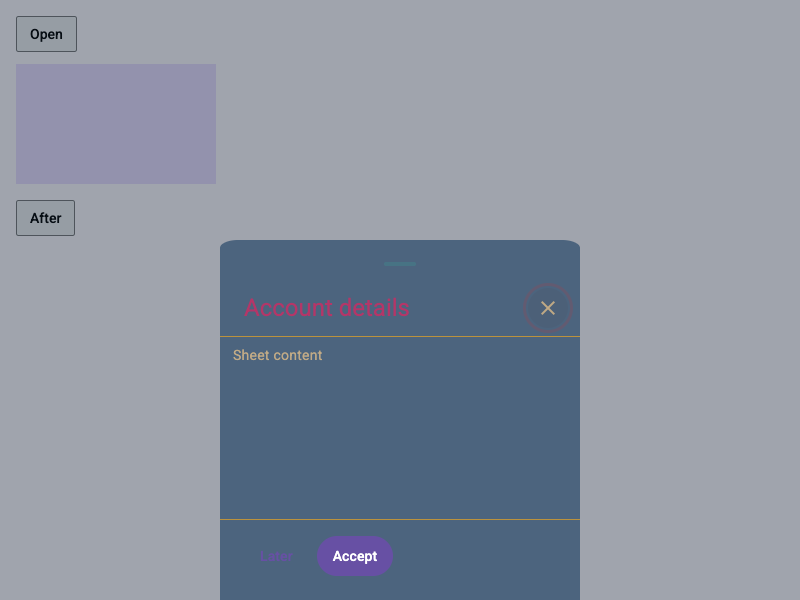 Open
After
Account details
Sheet content
Accept